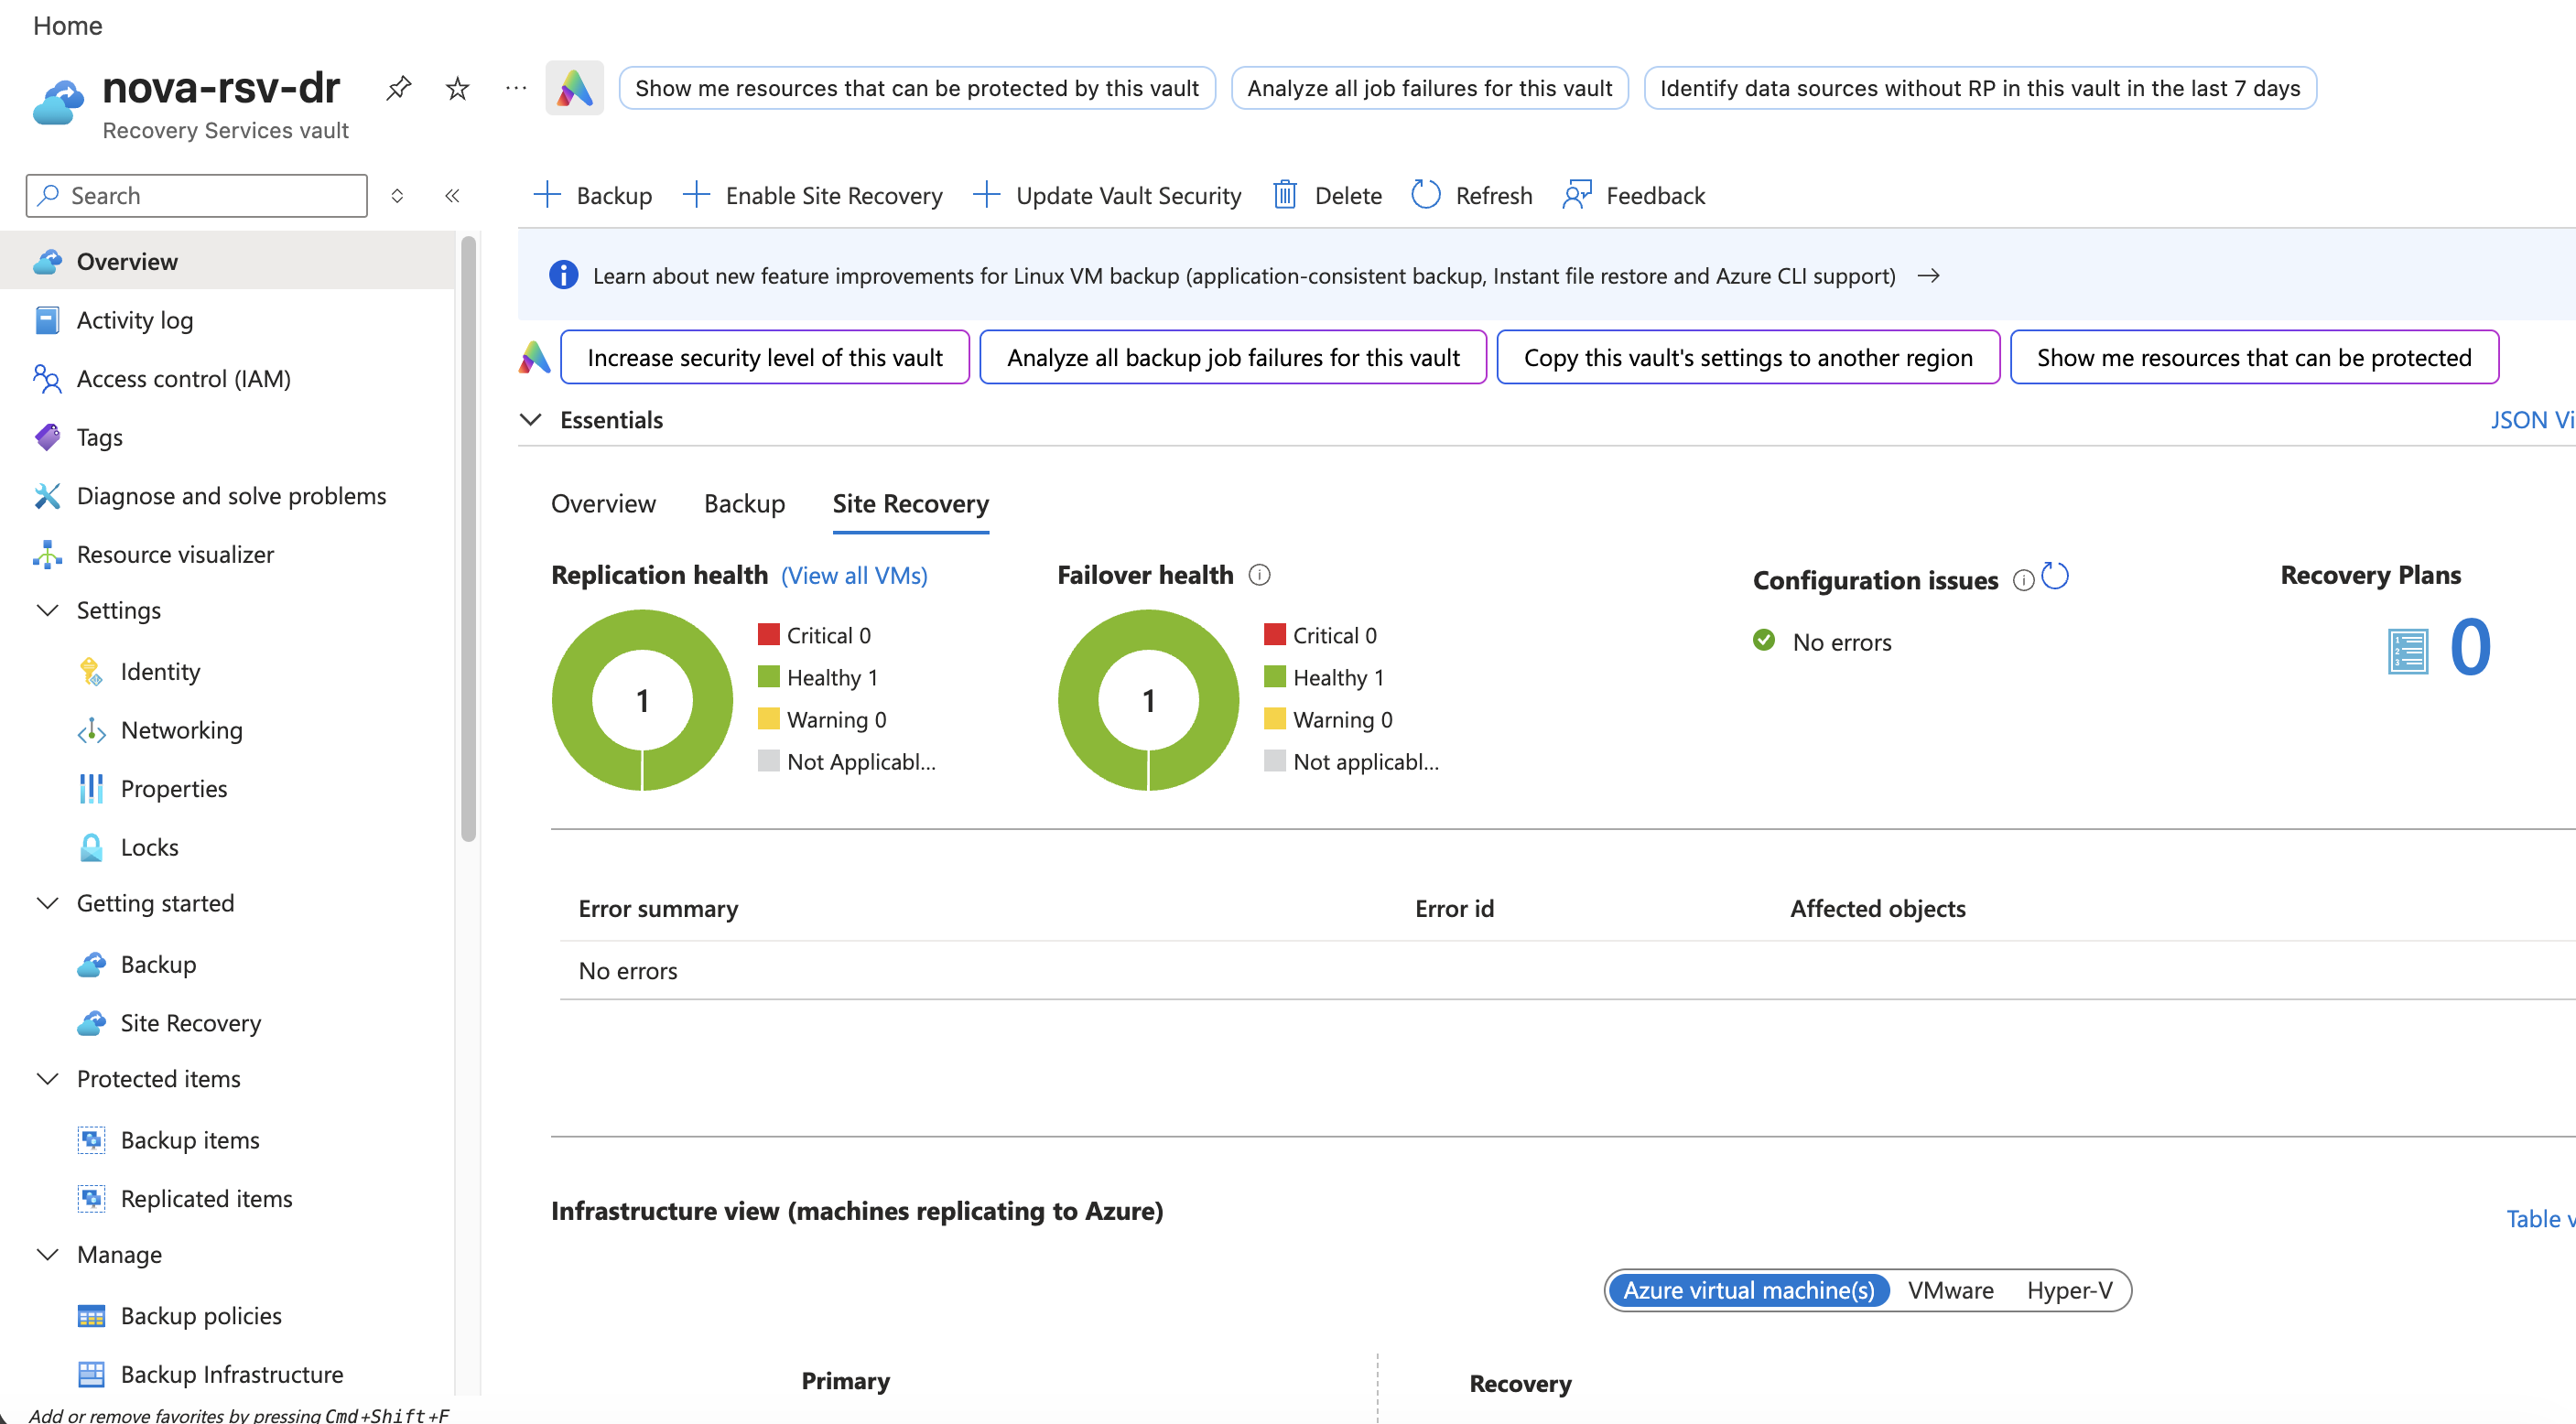 Home
nova-rsv-dr
Recovery Services vault
Show me resources that can be protected by this vault
Analyze all job failures for this vault
Identify data sources without RP in this vault in the last 7 days
Search
Backup
Enable Site Recovery
Update Vault Security
Delete
Refresh
Feedback
Overview
Activity log
Access control (IAM)
Tags
Diagnose and solve problems
Resource visualizer
Settings
Identity
Networking
Properties
Locks
Getting started
Backup
Site Recovery
Protected items
Backup items
Replicated items
Manage
Backup policies
Backup Infrastructure
Add or remove favorites by pressing Cmd+Shift+F
Learn about new feature improvements for Linux VM backup (application-consistent backup, Instant file restore and Azure CLI support) →
Increase security level of this vault
Analyze all backup job failures for this vault
Copy this vault's settings to another region
Show me resources that can be protected
Essentials
JSON Vi
Overview
Backup
Site Recovery
Replication health (View all VMs)
1
Critical 0
Healthy 1
Warning 0
Not Applicabl...
Failover health
1
Critical 0
Healthy 1
Warning 0
Not applicabl...
Configuration issues
No errors
Recovery Plans
0
Error summary
Error id
Affected objects
No errors
Infrastructure view (machines replicating to Azure)
Table v
Azure virtual machine(s)
VMware
Hyper-V
Primary
Recovery